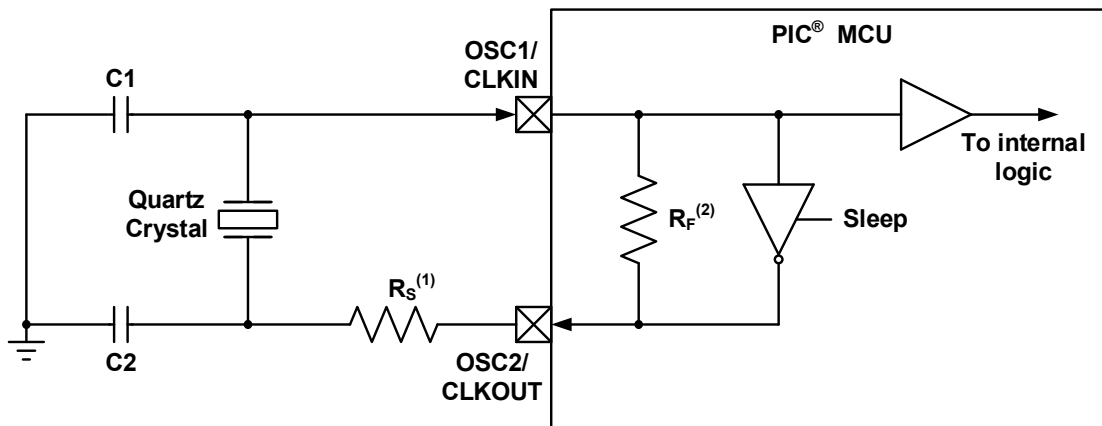 PIC® MCU
OSC1/
CLKIN
C1
To internal
logic
Quartz
Crystal
RF(2)
Sleep
RS(1)
C2
OSC2/
CLKOUT